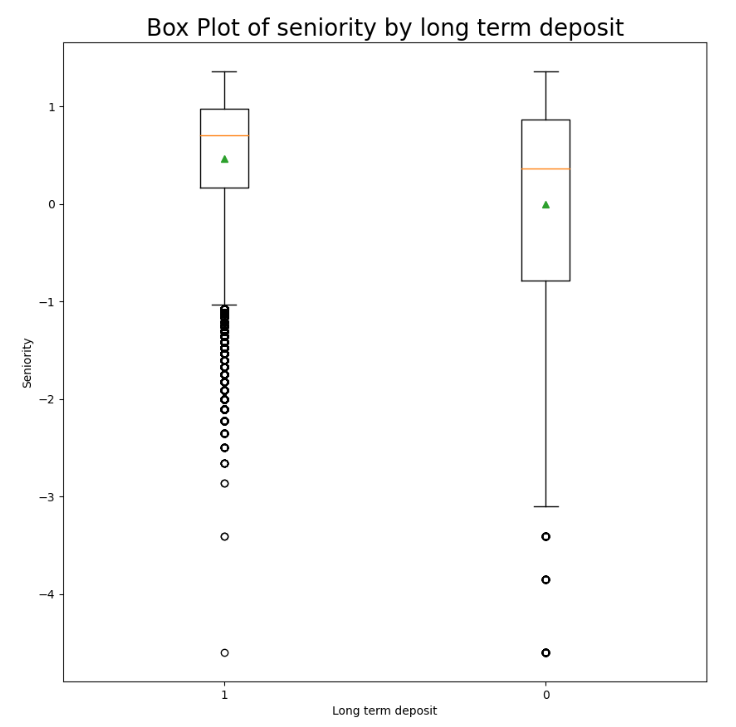 Box Plot of seniority by long term deposit
1
0
−1
−2
−3
−4
Seniority
1
0
Long term deposit